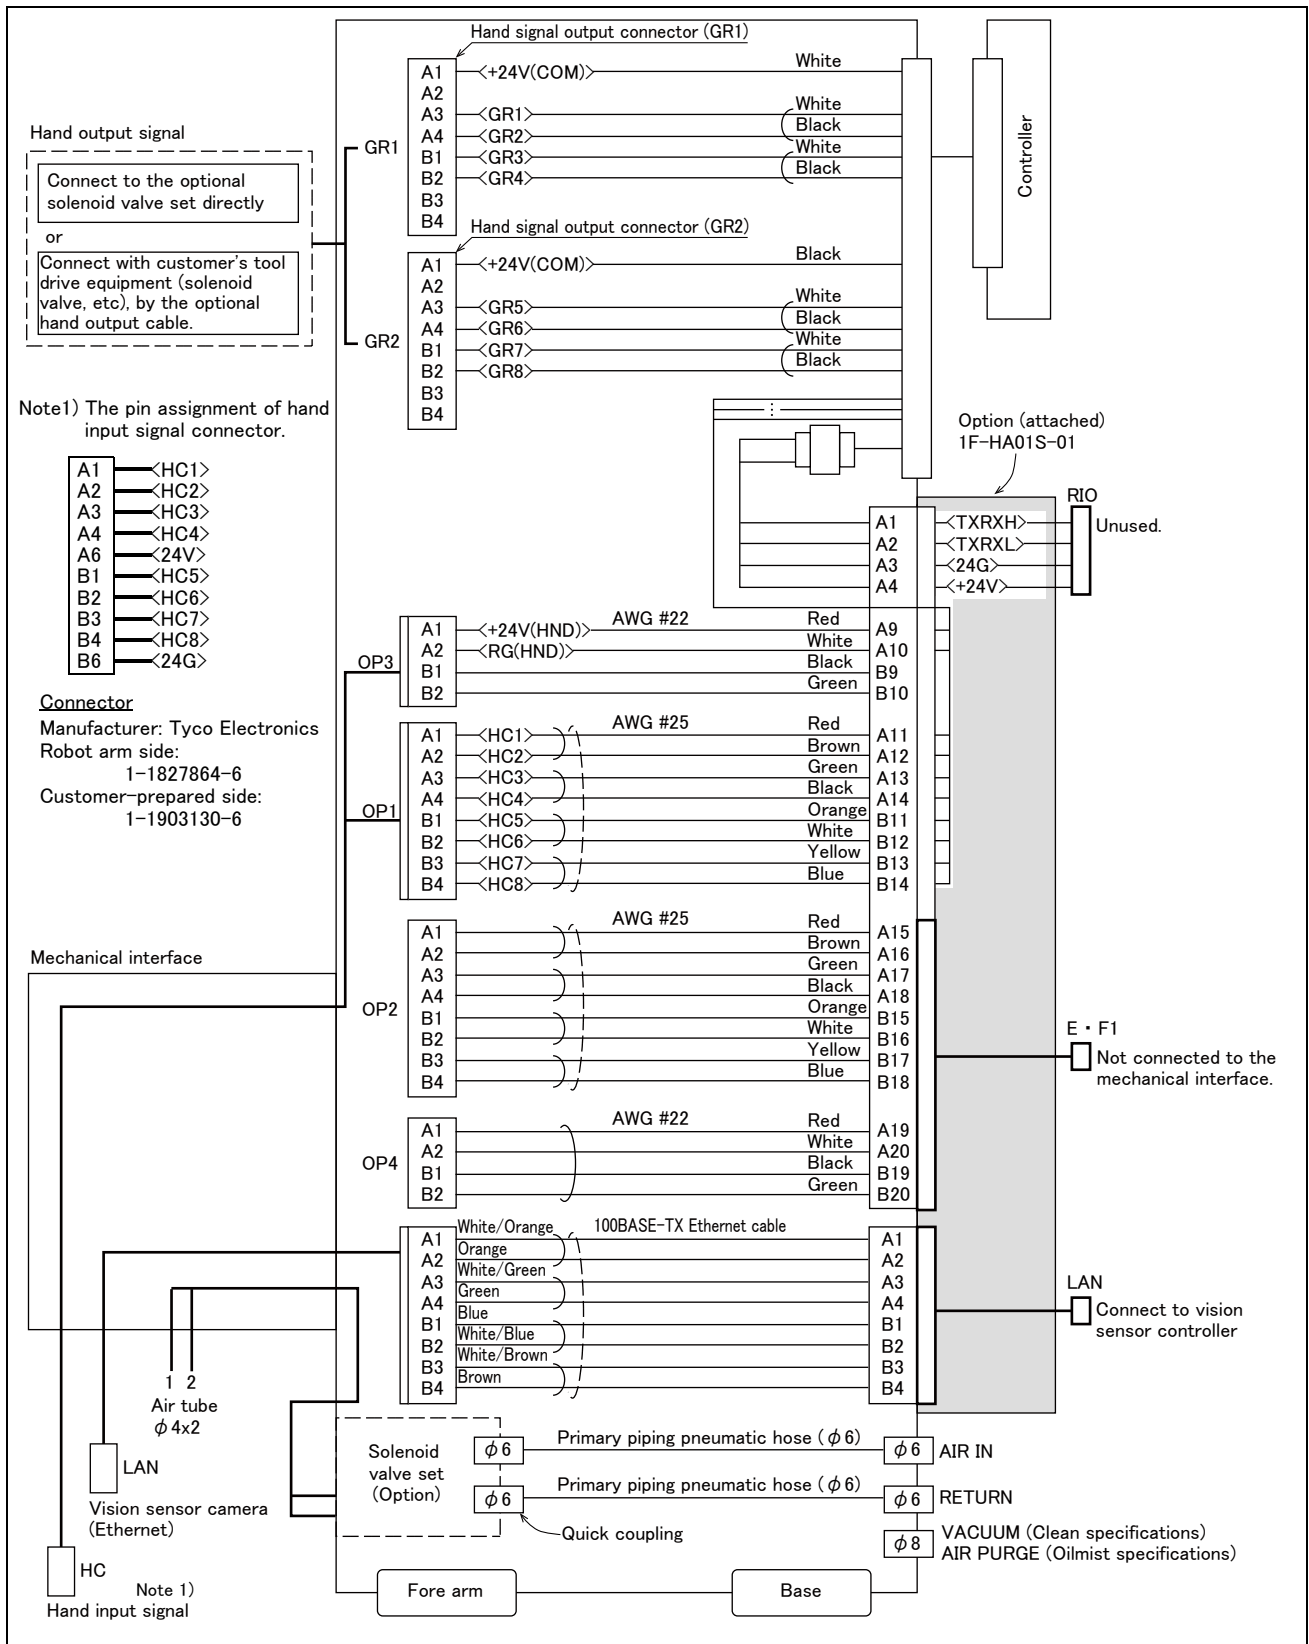 Hand signal output connector (GR1)
A1 <+24V(COM)> White
A2
A3 <GR1> White
A4 <GR2> Black
B1 <GR3> White
B2 <GR4> Black
B3
B4
GR1
Controller
Hand output signal
Connect to the optional
solenoid valve set directly
or
Connect with customer's tool
drive equipment (solenoid
valve, etc), by the optional
hand output cable.
Hand signal output connector (GR2)
A1 <+24V(COM)> Black
A2
A3 <GR5> White
A4 <GR6> Black
B1 <GR7> White
B2 <GR8> Black
B3
B4
GR2
Note1) The pin assignment of hand
input signal connector.
A1 <HC1>
A2 <HC2>
A3 <HC3>
A4 <HC4>
A6 <24V>
B1 <HC5>
B2 <HC6>
B3 <HC7>
B4 <HC8>
B6 <24G>
Connector
Manufacturer: Tyco Electronics
Robot arm side:
1-1827864-6
Customer-prepared side:
1-1903130-6
Option (attached)
1F-HA01S-01
RIO
A1 <TXRXH> Unused.
A2 <TXRXL>
A3 <24G>
A4 <+24V>
OP3
AWG #22
A1 <+24V(HND)> Red A9
A2 <RG(HND)> White A10
B1 Black B9
B2 Green B10
OP1
AWG #25
A1 <HC1> Red A11
A2 <HC2> Brown A12
A3 <HC3> Green A13
A4 <HC4> Black A14
B1 <HC5> Orange B11
B2 <HC6> White B12
B3 <HC7> Yellow B13
B4 <HC8> Blue B14
Mechanical interface
OP2
AWG #25
A1 Red A15
A2 Brown A16
A3 Green A17
A4 Black A18
B1 Orange B15
B2 White B16
B3 Yellow B17
B4 Blue B18
E・F1
Not connected to the
mechanical interface.
OP4
AWG #22
A1 Red A19
A2 White A20
B1 Black B19
B2 Green B20
100BASE-TX Ethernet cable
A1 White/Orange A1
A2 Orange A2
A3 White/Green A3
A4 Green A4
B1 Blue B1
B2 White/Blue B2
B3 White/Brown B3
B4 Brown B4
LAN
Connect to vision
sensor controller
1 2
Air tube
φ4x2
LAN
Vision sensor camera
(Ethernet)
HC
Note 1)
Hand input signal
Solenoid
valve set
(Option)
φ6 Primary piping pneumatic hose (φ6) φ6 AIR IN
φ6 Primary piping pneumatic hose (φ6) φ6 RETURN
Quick coupling
φ8 VACUUM (Clean specifications)
AIR PURGE (Oilmist specifications)
Fore arm
Base